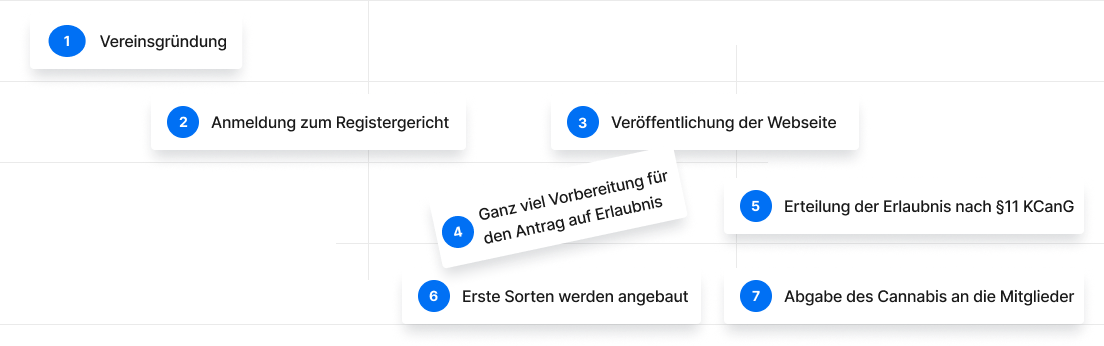 1 Vereinsgründung
2 Anmeldung zum Registergericht
3 Veröffentlichung der Webseite
4 Ganz viel Vorbereitung für
den Antrag auf Erlaubnis
5 Erteilung der Erlaubnis nach §11 KCanG
6 Erste Sorten werden angebaut
7 Abgabe des Cannabis an die Mitglieder